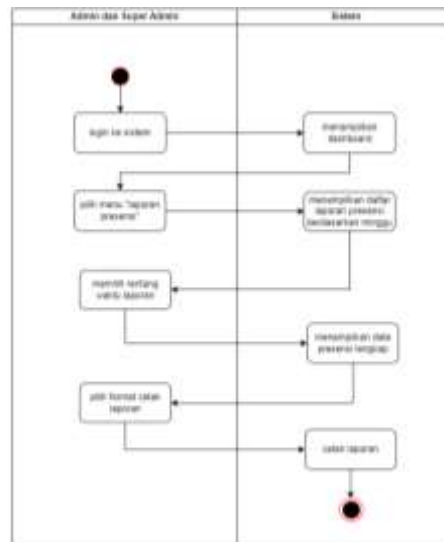 Admin dan Super Admin
Sistem
login ke sistem
menampilkan
dashboard
pilih menu "laporan
presensi"
menampilkan daftar
laporan presensi
berdasarkan minggu
memilih rentang
waktu laporan
menampilkan data
presensi lengkap
pilih format cetak
laporan
cetak laporan